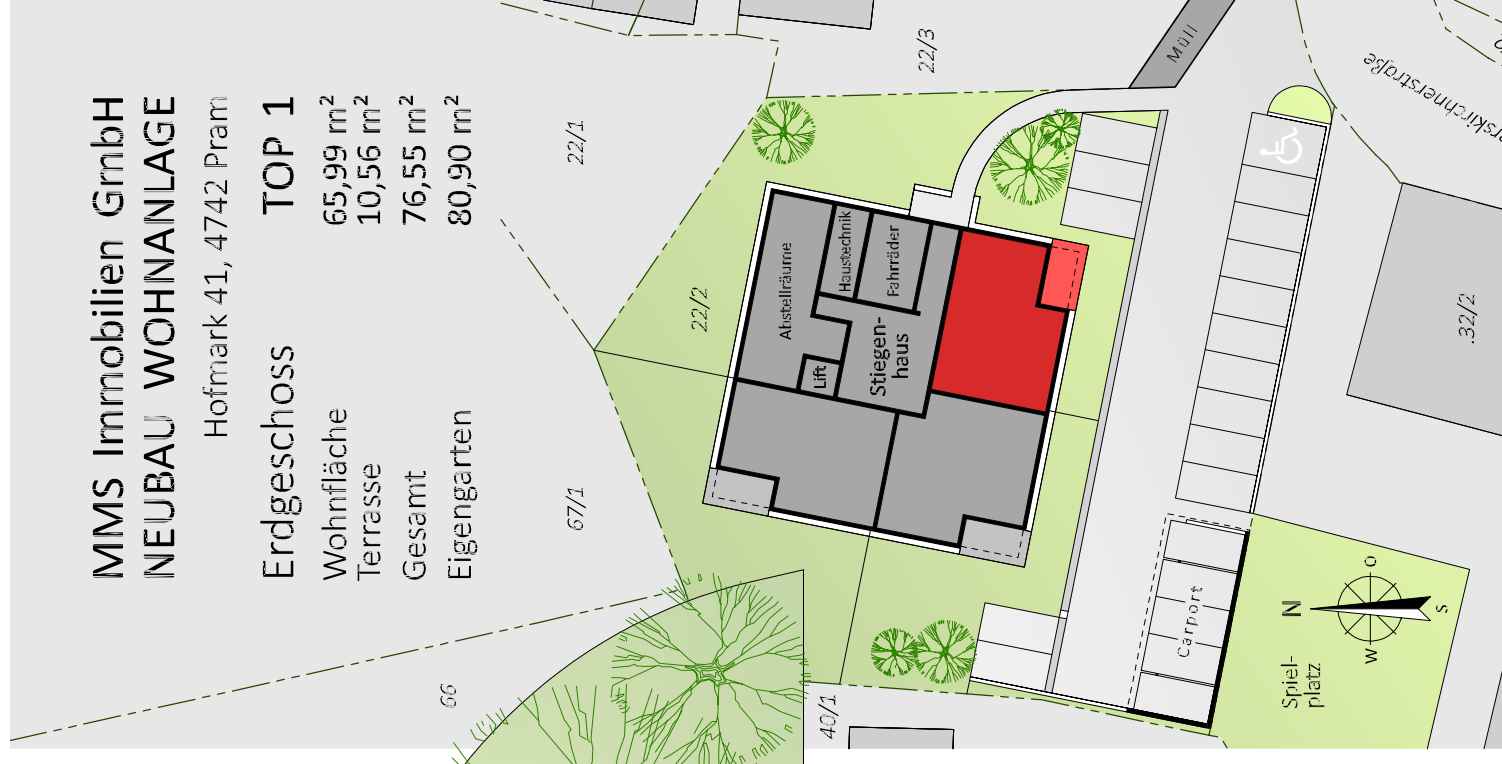 MMS Immobilien GmbH
NEUBAU WOHNANLAGE
Hofmark 41, 4742 Pram
Erdgeschoss TOP 1
Wohnfläche 65,99 m²
Terrasse 10,56 m²
Gesamt 76,55 m²
Eigengarten 80,90 m²
22/3
22/1
22/2
67/1
66
40/1
.32/2
Müll
Abstellräume
Haustechnik
Fahrräder
Stiegen-
haus
Lift
Carport
Spiel-
platz
N
O
S
W